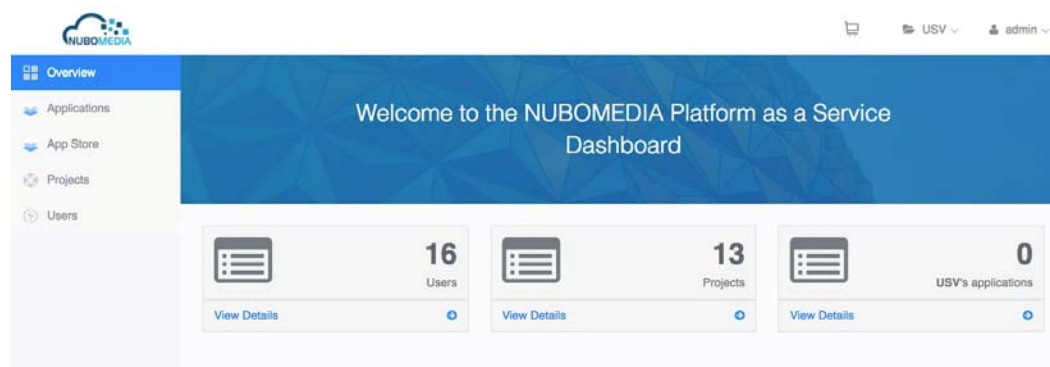 NUBOMEDIA
USV
admin
Overview
Applications
App Store
Projects
Users
Welcome to the NUBOMEDIA Platform as a Service
Dashboard
16
Users
View Details
13
Projects
View Details
0
USV's applications
View Details